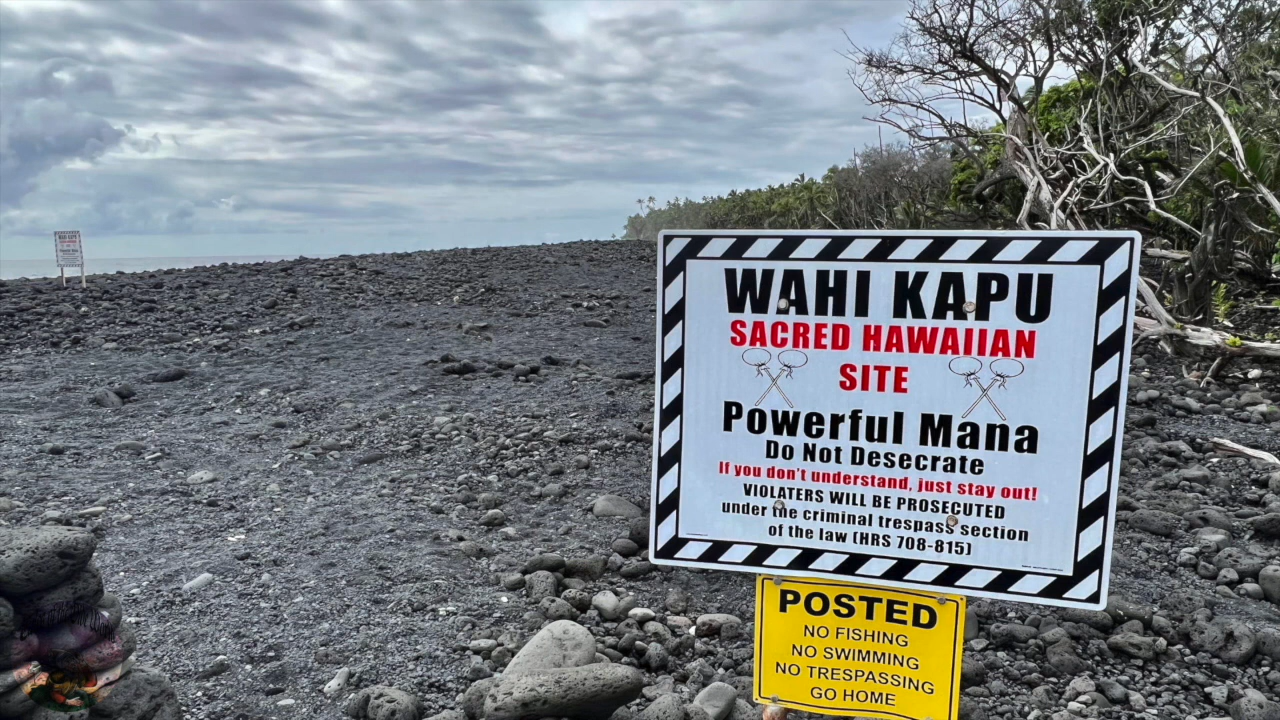 WAHI KAPU
SACRED HAWAIIAN
SITE
Powerful Mana
Do Not Desecrate
If you don't understand, just stay out!
VIOLATERS WILL BE PROSECUTED
under the criminal trespass section
of the law (HRS 708-815)
POSTED
NO FISHING
NO SWIMMING
NO TRESPASSING
GO HOME
WAHI KAPU